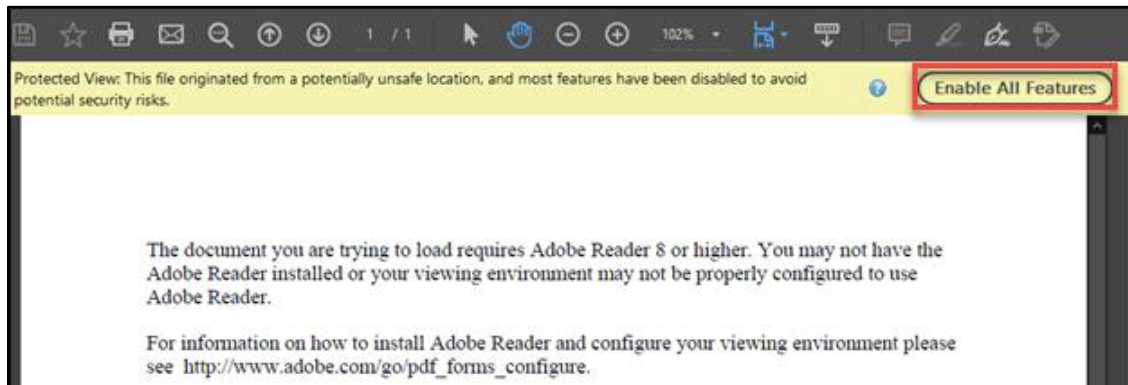 1 / 1 102%
Protected View: This file originated from a potentially unsafe location, and most features have been disabled to avoid
potential security risks.
Enable All Features
The document you are trying to load requires Adobe Reader 8 or higher. You may not have the
Adobe Reader installed or your viewing environment may not be properly configured to use
Adobe Reader.
For information on how to install Adobe Reader and configure your viewing environment please
see http://www.adobe.com/go/pdf_forms_configure.